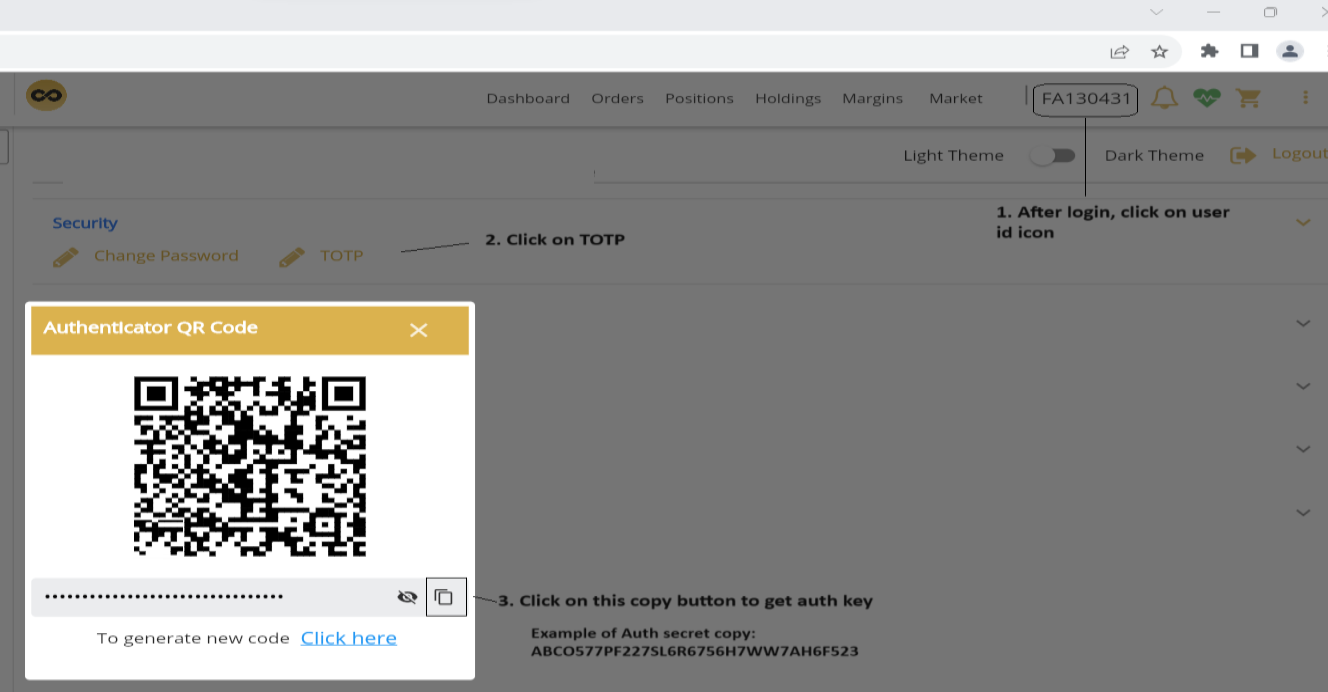 Dashboard Orders Positions Holdings Margins Market FA130431
Light Theme Dark Theme Logout
1. After login, click on user
id icon
Security
Change Password TOTP
2. Click on TOTP
Authenticator QR Code
••••••••••••••••••••••••••••••••
3. Click on this copy button to get auth key
To generate new code Click here
Example of Auth secret copy:
ABCO577PF227SL6R6756H7WW7AH6F523